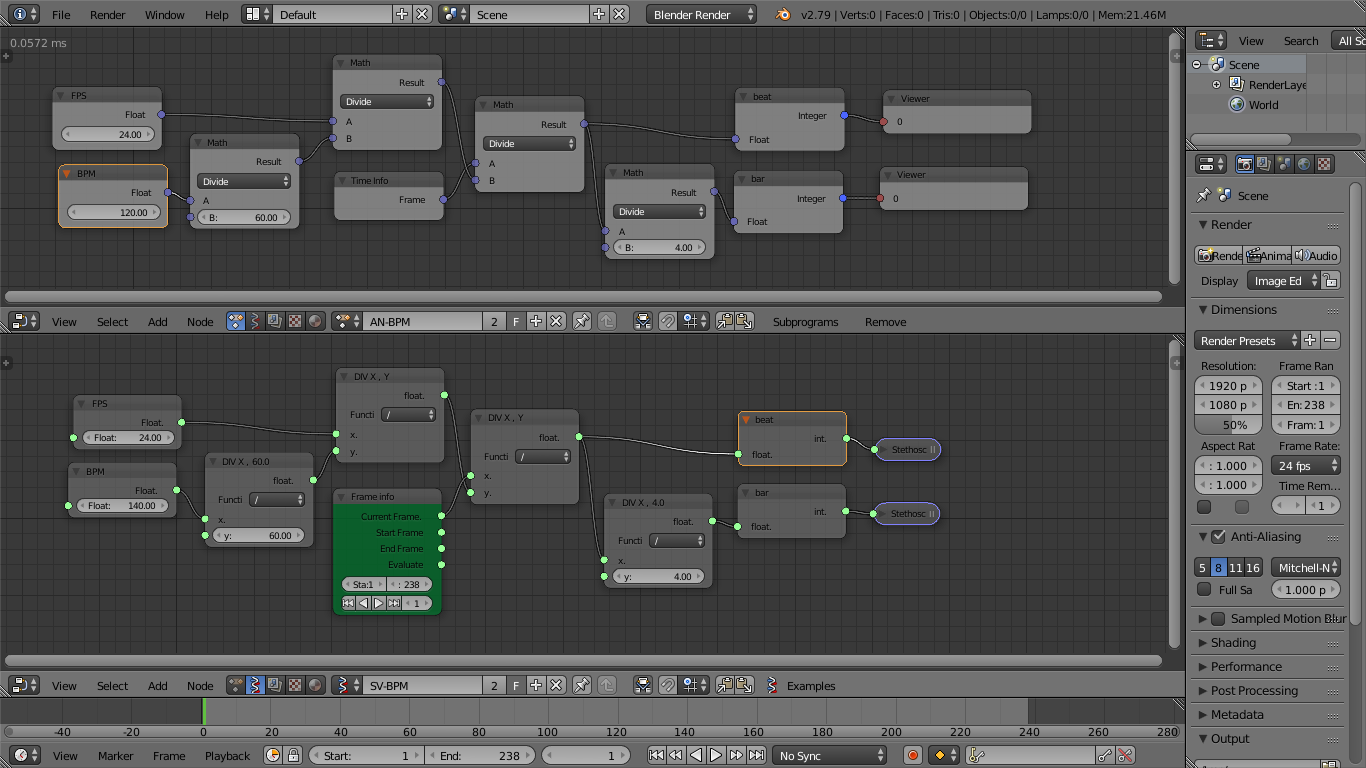 File Render Window Help Default Scene Blender Render v2.79 | Verts:0 | Faces:0 | Tris:0 | Objects:0/0 | Lamps:0/0 | Mem:21.46M
0.0572 ms
FPS
Float
24.00
BPM
Float
120.00
Math
Result
Divide
A
B: 60.00
Math
Result
Divide
A
B
Time Info
Frame
Math
Result
Divide
A
B
Math
Result
Divide
A
B: 4.00
beat
Integer
Float
bar
Integer
Float
Viewer
0
Viewer
0
View Select Add Node AN-BPM 2 F Subprograms Remove
FPS
Float.
Float: 24.00
BPM
Float.
Float: 140.00
DIV X , 60.0
float.
Functi /
x.
y: 60.00
DIV X , Y
float.
Functi /
x.
y.
Frame info
Current Frame.
Start Frame
End Frame
Evaluate
Sta:1 : 238
1
DIV X , Y
float.
Functi /
x.
y.
DIV X , 4.0
float.
Functi /
x.
y: 4.00
beat
int.
float.
bar
int.
float.
Stethosc
Stethosc
View Select Add Node SV-BPM 2 F Examples
-40 -20 0 20 40 60 80 100 120 140 160 180 200 220 240 260 280
View Marker Frame Playback Start: 1 End: 238 1 No Sync
View Search All Sc
Scene
RenderLaye
World
Scene
Render
Rende Anima Audio
Display Image Ed
Dimensions
Render Presets
Resolution: Frame Ran
1920 p Start :1
1080 p En: 238
50% Fram: 1
Aspect Rat Frame Rate:
: 1.000 24 fps
: 1.000 Time Rem...
1
Anti-Aliasing
5 8 11 16 Mitchell-N
Full Sa 1.000 p
Sampled Motion Blur
Shading
Performance
Post Processing
Metadata
Output